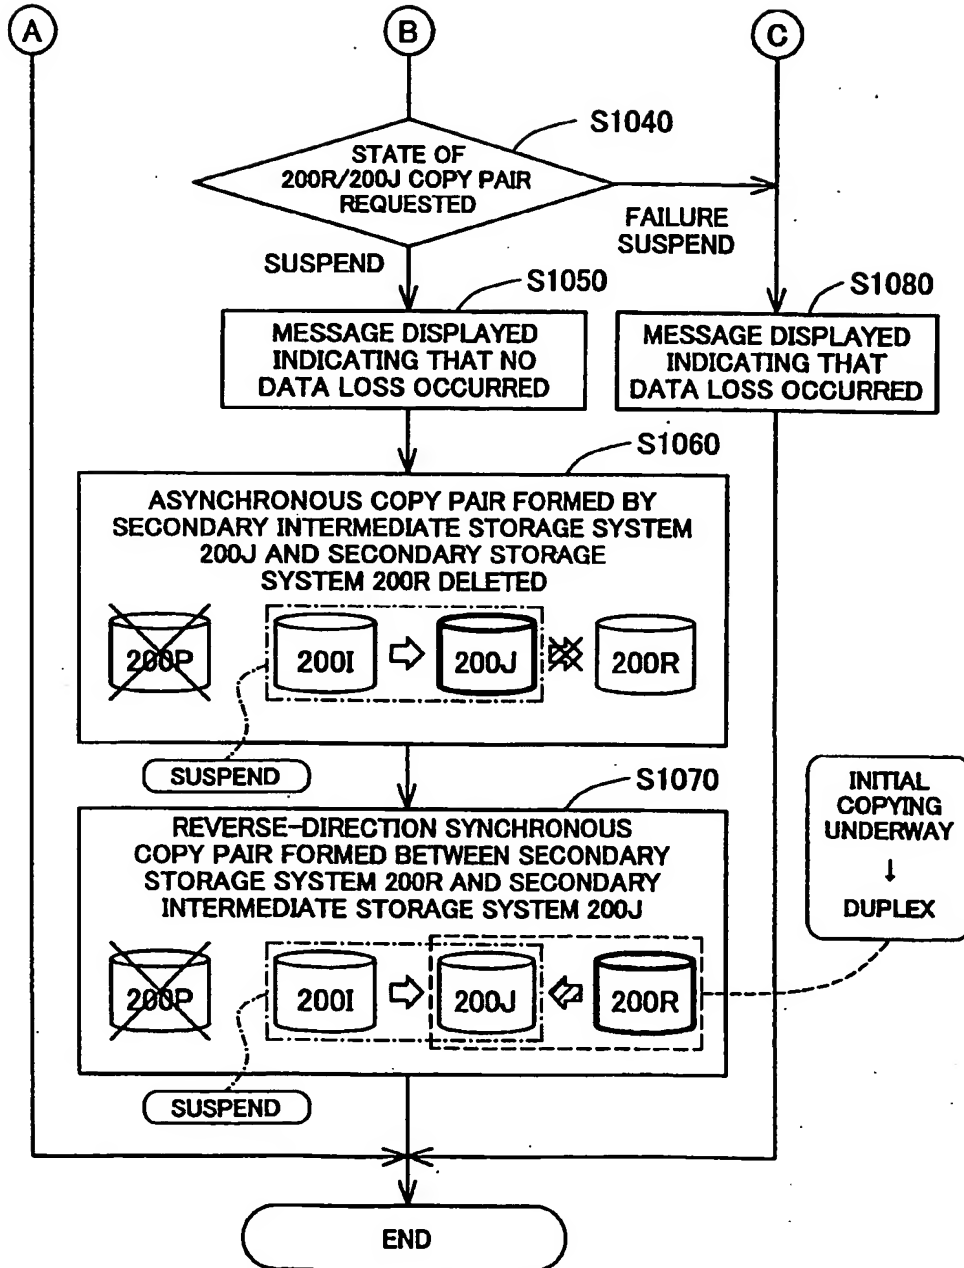 A
B
C
S1040
STATE OF
200R/200J COPY PAIR
REQUESTED
FAILURE
SUSPEND
SUSPEND
S1050
S1080
MESSAGE DISPLAYED
INDICATING THAT NO
DATA LOSS OCCURRED
MESSAGE DISPLAYED
INDICATING THAT
DATA LOSS OCCURRED
S1060
ASYNCHRONOUS COPY PAIR FORMED BY
SECONDARY INTERMEDIATE STORAGE SYSTEM
200J AND SECONDARY STORAGE
SYSTEM 200R DELETED
200P
200I
200J
200R
SUSPEND
S1070
REVERSE-DIRECTION SYNCHRONOUS
COPY PAIR FORMED BETWEEN SECONDARY
STORAGE SYSTEM 200R AND SECONDARY
INTERMEDIATE STORAGE SYSTEM 200J
INITIAL
COPYING
UNDERWAY
↓
DUPLEX
200P
200I
200J
200R
SUSPEND
END